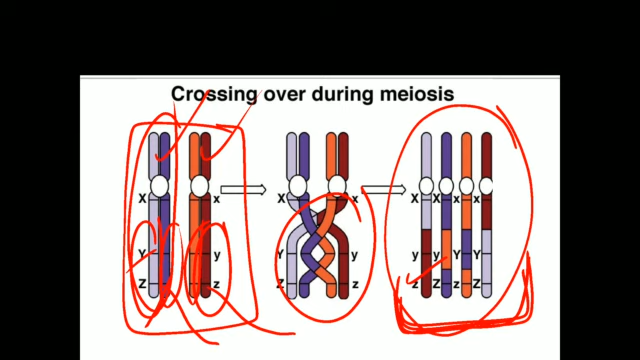 Crossing over during meiosis
X x X x X X x x
Y y Y y y y Y Y
Z z Z z z Z z Z